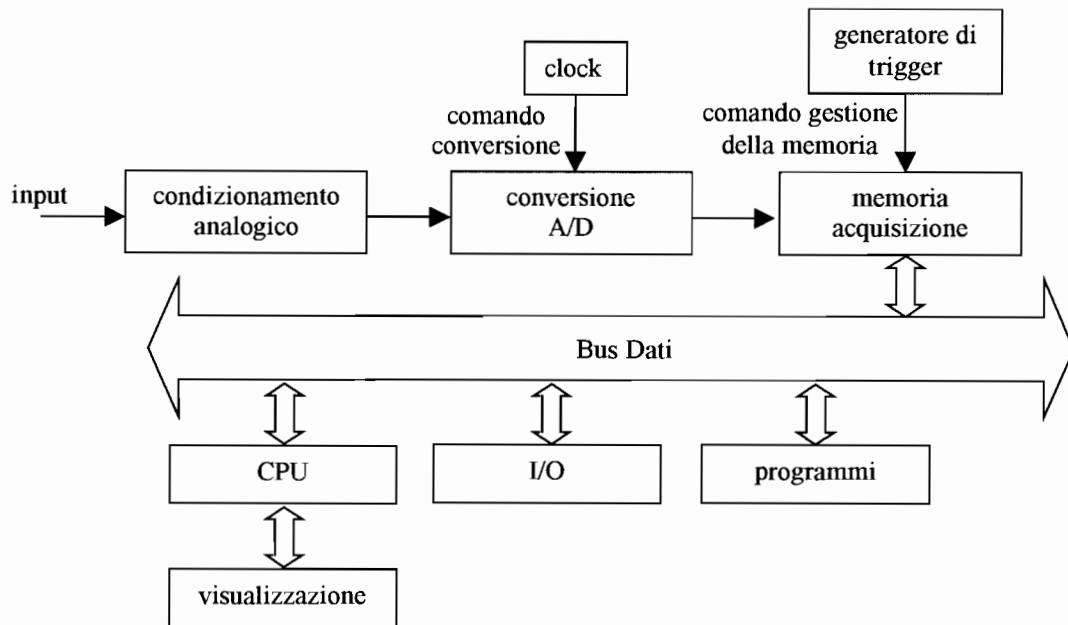 generatore di
trigger
clock
comando
conversione
comando gestione
della memoria
input
condizionamento
analogico
conversione
A/D
memoria
acquisizione
Bus Dati
CPU
I/O
programmi
visualizzazione